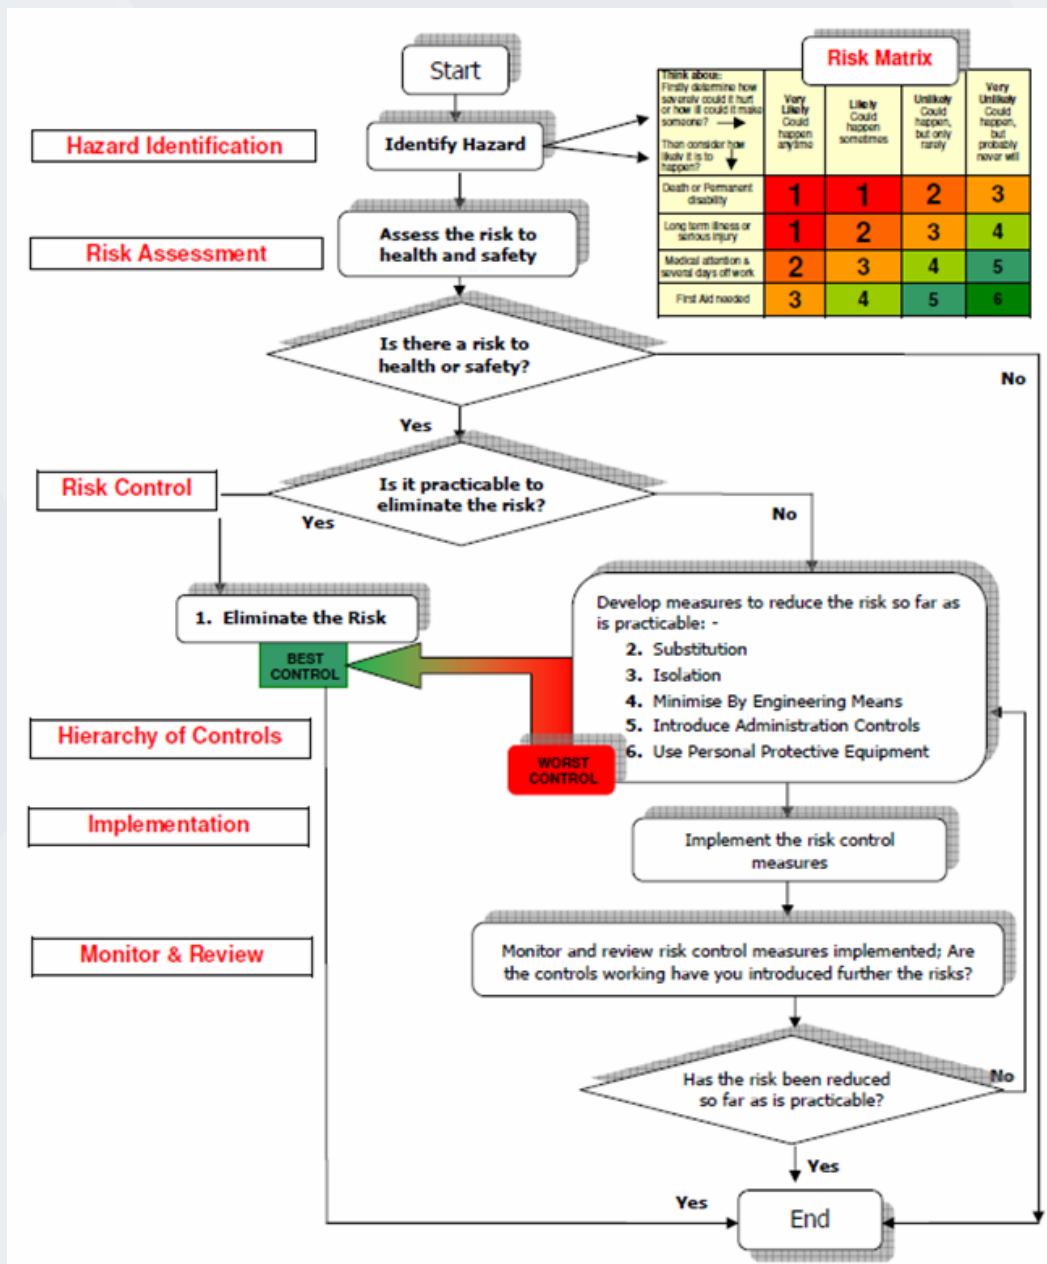 Start
Risk Matrix
Think about:
Firstly determine how
severely could it hurt
or how ill could it make
someone?
Then consider how
likely it is to
happen?
Very
Likely
Could
happen
anytime
Likely
Could
happen
sometimes
Unlikely
Could
happen,
but only
rarely
Very
Unlikely
Could
happen,
but
probably
never will
Death or Permanent
disability
1
1
2
3
Long term illness or
serious injury
1
2
3
4
Medical attention &
several days off work
2
3
4
5
First Aid needed
3
4
5
6
Hazard Identification
Identify Hazard
Risk Assessment
Assess the risk to
health and safety
Is there a risk to
health or safety?
No
Yes
Risk Control
Is it practicable to
eliminate the risk?
Yes
No
1. Eliminate the Risk
BEST
CONTROL
Develop measures to reduce the risk so far as
is practicable: -
2. Substitution
3. Isolation
4. Minimise By Engineering Means
5. Introduce Administration Controls
6. Use Personal Protective Equipment
WORST
CONTROL
Hierarchy of Controls
Implementation
Implement the risk control
measures
Monitor & Review
Monitor and review risk control measures implemented; Are
the controls working have you introduced further the risks?
Has the risk been reduced
so far as is practicable?
No
Yes
Yes
End